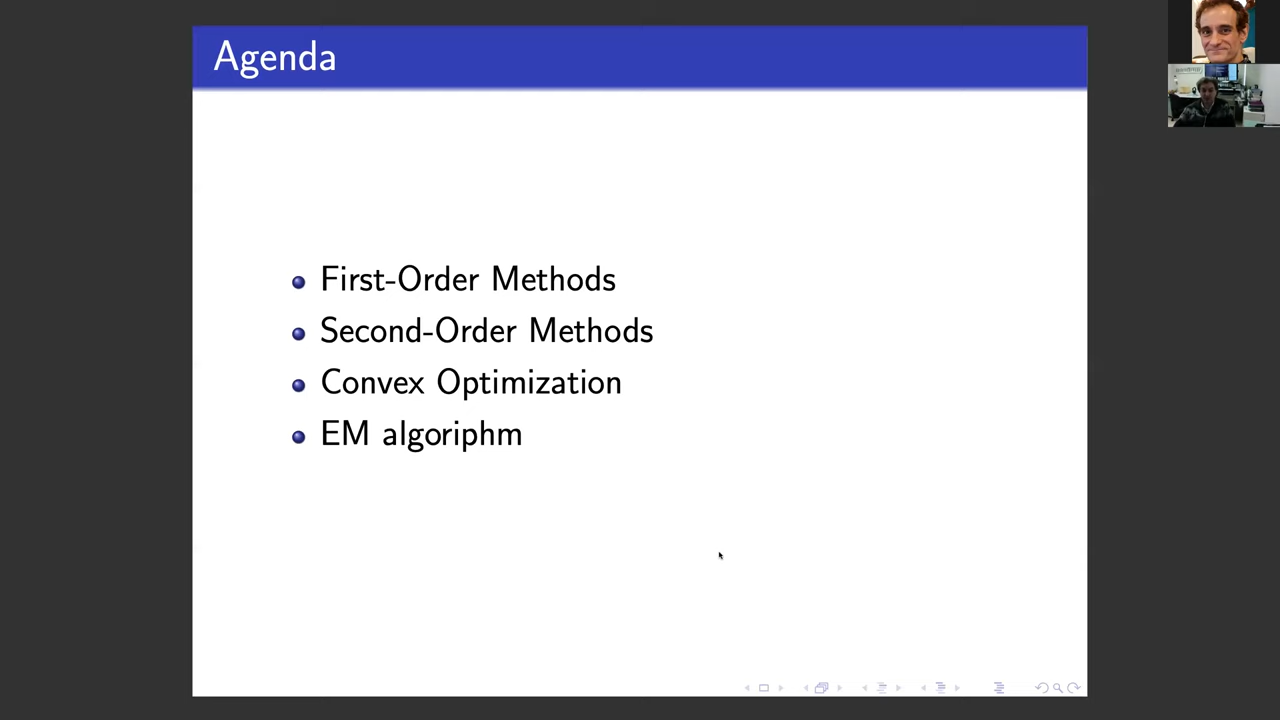 Agenda
First-Order Methods
Second-Order Methods
Convex Optimization
EM algoriphm